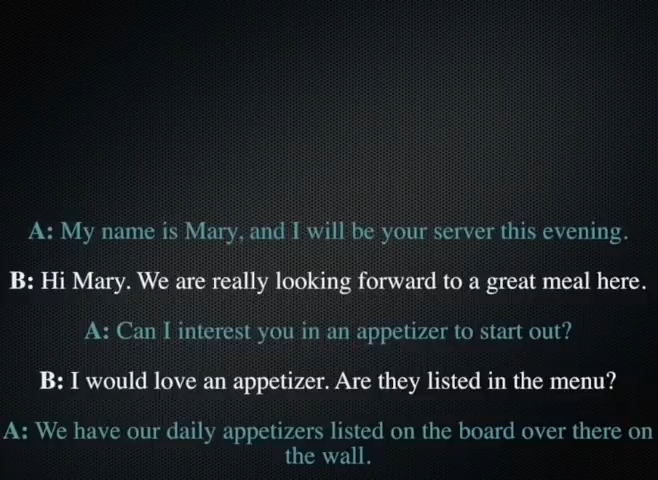 A: My name is Mary, and I will be your server this evening.
B: Hi Mary. We are really looking forward to a great meal here.
A: Can I interest you in an appetizer to start out?
B: I would love an appetizer. Are they listed in the menu?
A: We have our daily appetizers listed on the board over there on
the wall.